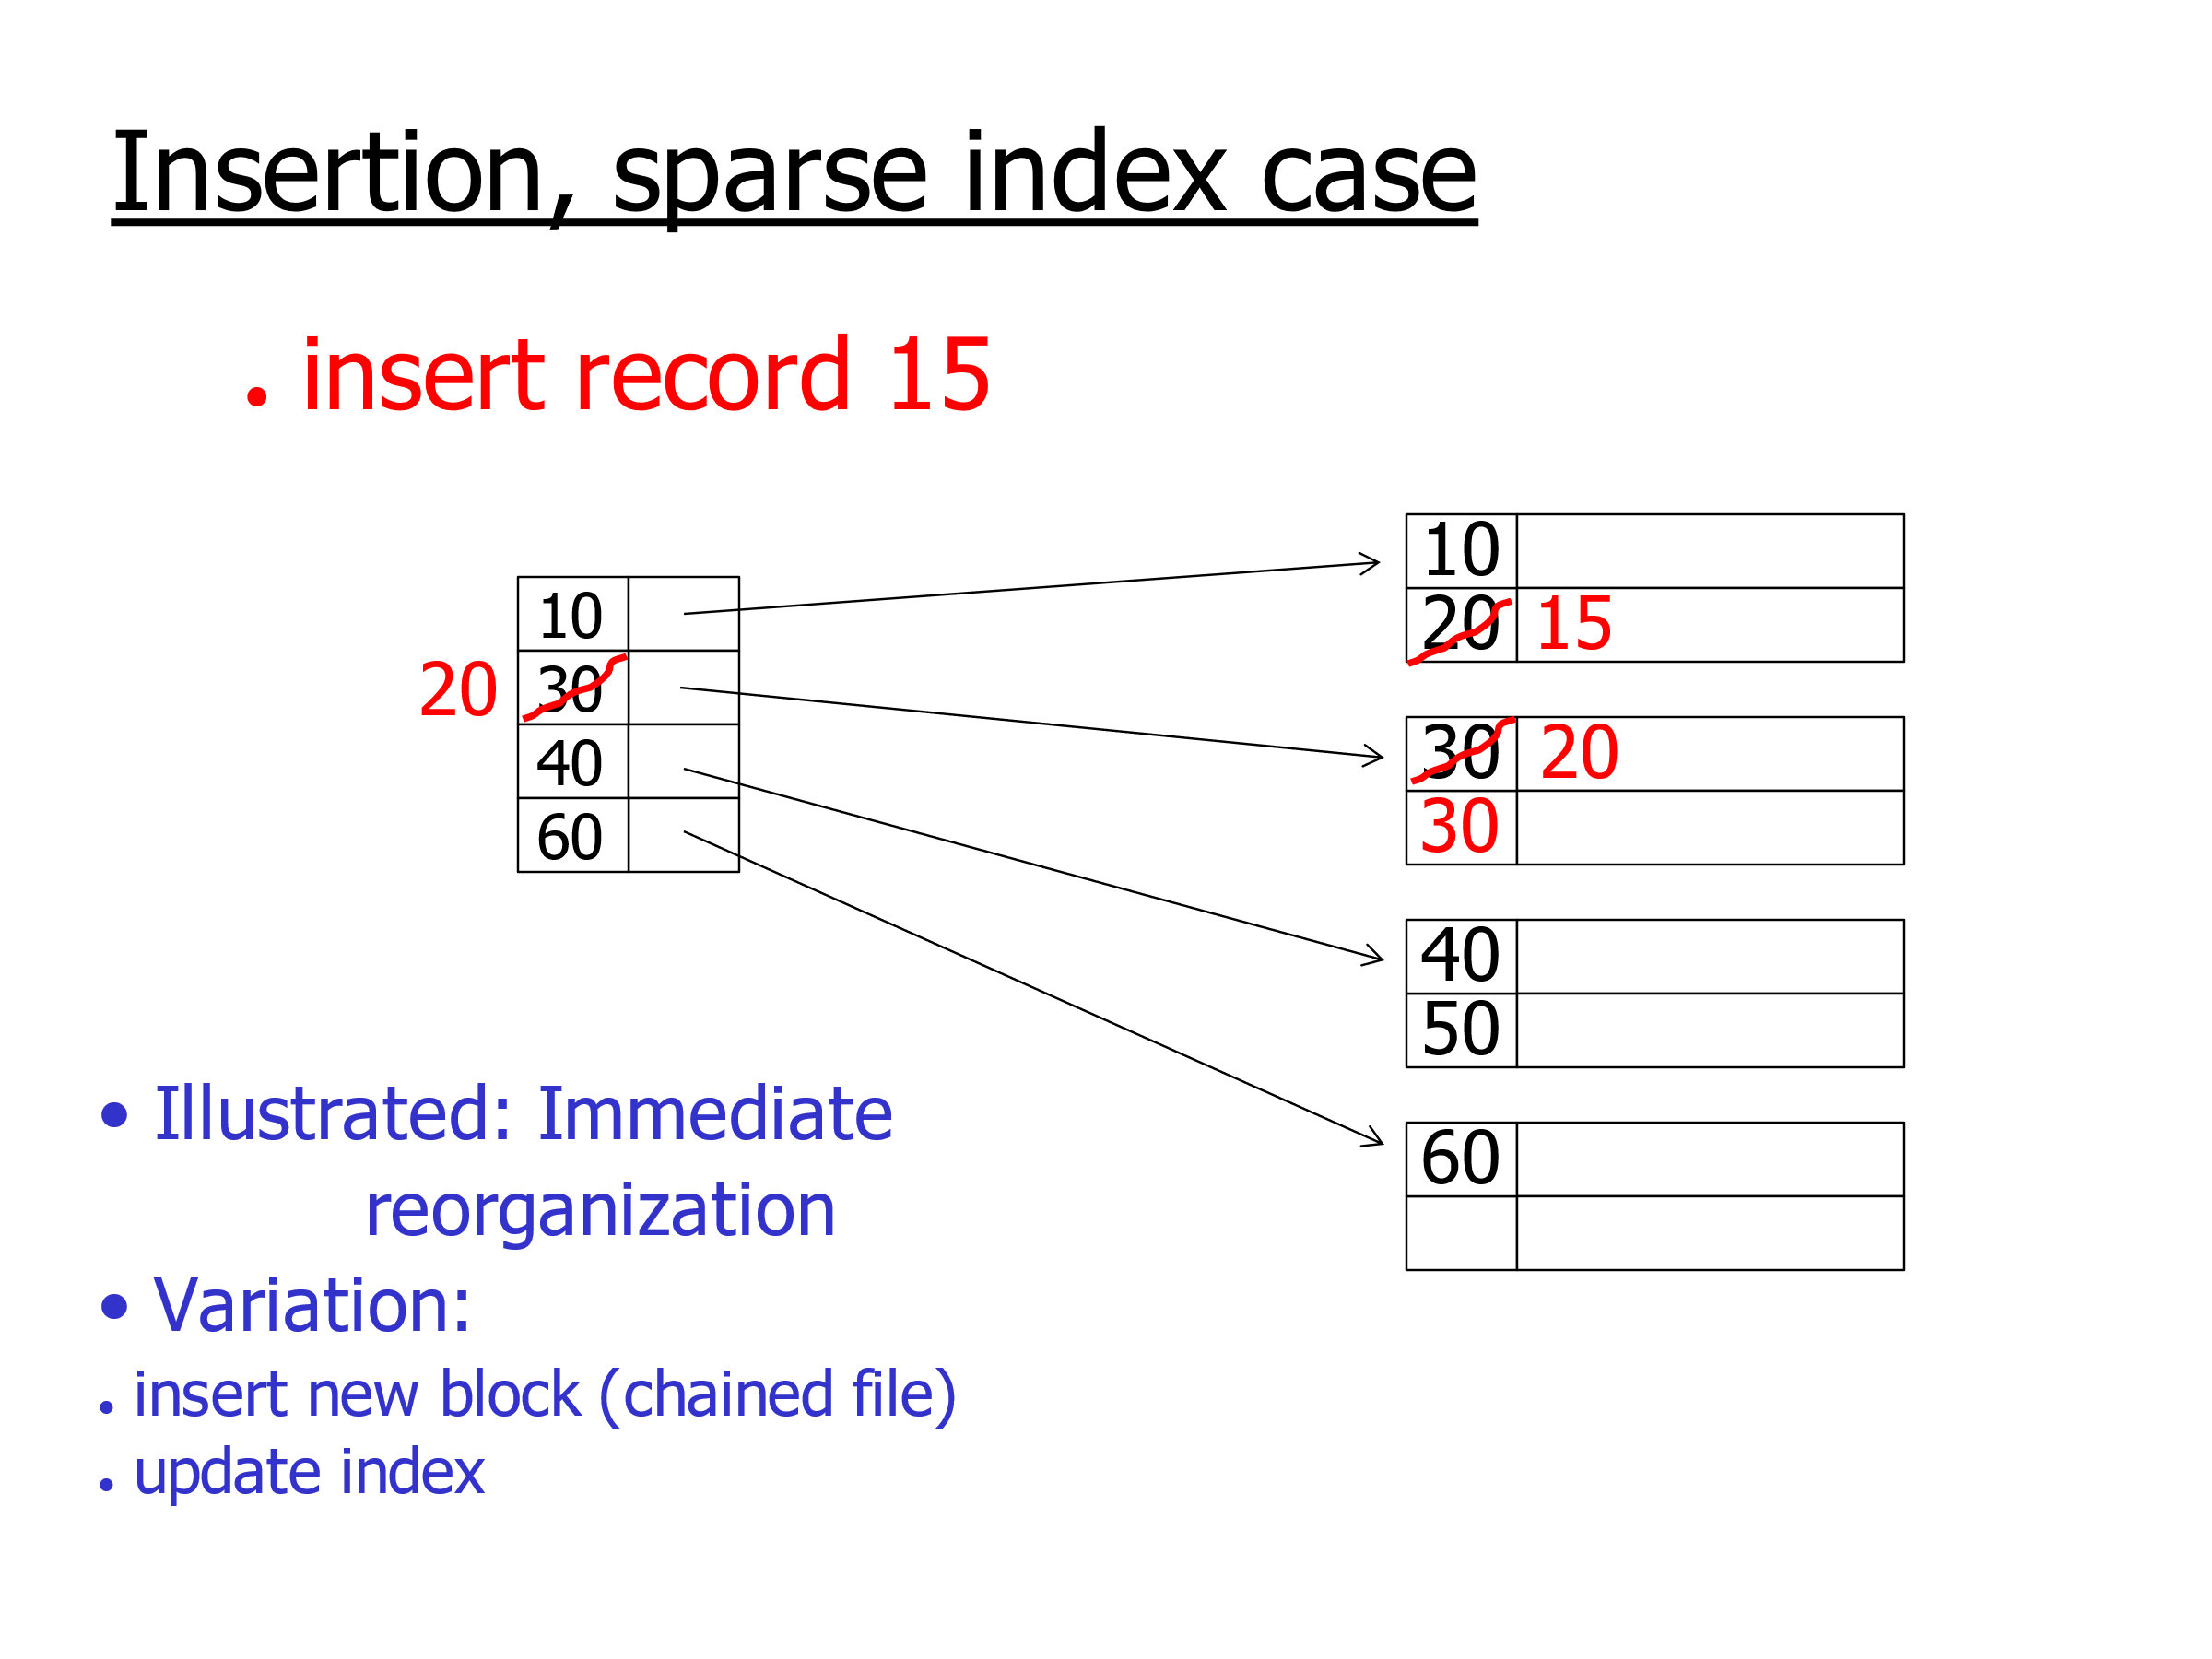 Insertion, sparse index case
• insert record 15
10
20 30
40
60
10
20 15
30 20
30
40
50
60
• Illustrated: Immediate
reorganization
• Variation:
• insert new block (chained file)
• update index